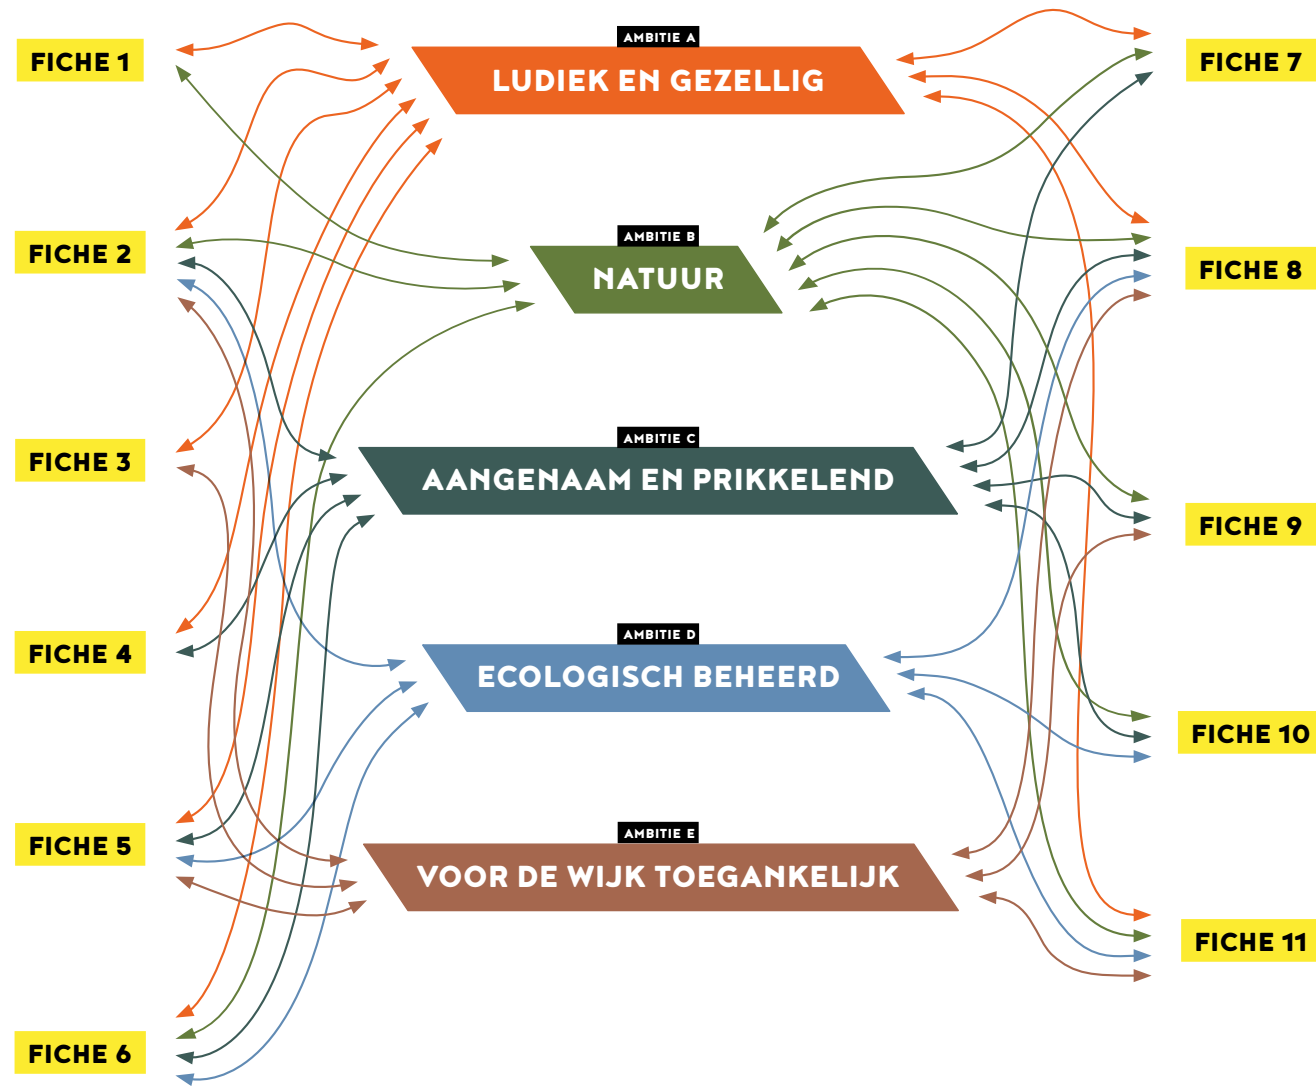 FICHE 1
FICHE 2
FICHE 3
FICHE 4
FICHE 5
FICHE 6
AMBITIE A
LUDIEK EN GEZELLIG
AMBITIE B
NATUUR
AMBITIE C
AANGENAAM EN PRIKKELEND
AMBITIE D
ECOLOGISCH BEHEERD
AMBITIE E
VOOR DE WIJK TOEGANKELIJK
FICHE 7
FICHE 8
FICHE 9
FICHE 10
FICHE 11